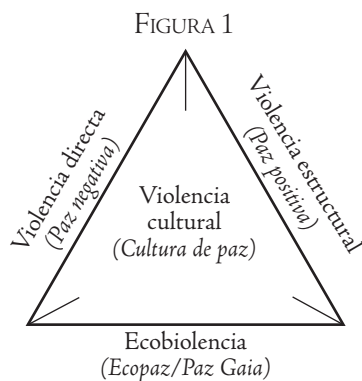 FIGURA 1
Violencia directa
(Paz negativa)
Violencia estructural
(Paz positiva)
Violencia
cultural
(Cultura de paz)
Ecobiolencia
(Ecopaz/Paz Gaia)